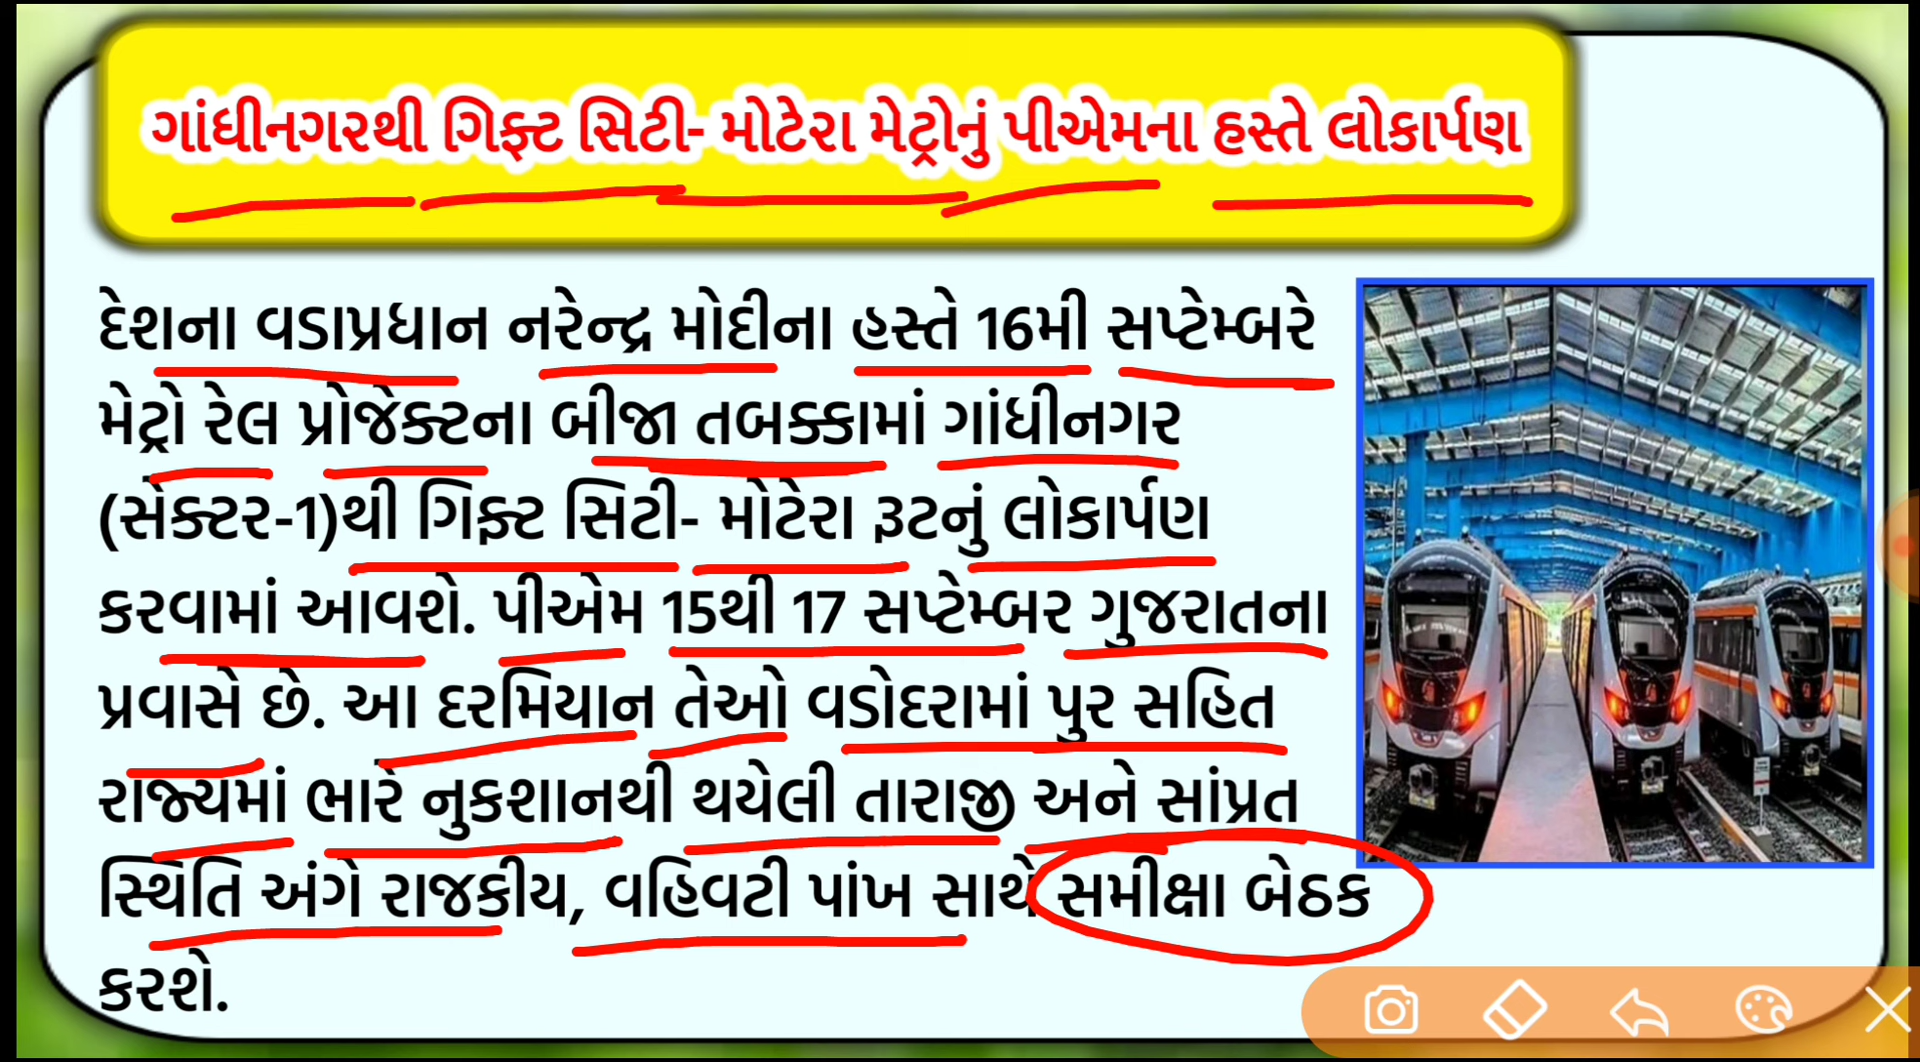 ગાંધીનગરથી ગિફ્ટ સિટી- મોટેરા મેટ્રોનું પીએમના હસ્તે લોકાર્પણ
દેશના વડાપ્રધાન નરેન્દ્ર મોદીના હસ્તે 16મી સપ્ટેમ્બરે
મેટ્રો રેલ પ્રોજેક્ટના બીજા તબક્કામાં ગાંધીનગર
(સેક્ટર-1)થી ગિફ્ટ સિટી- મોટેરા રૂટનું લોકાર્પણ
કરવામાં આવશે. પીએમ 15થી 17 સપ્ટેમ્બર ગુજરાતના
પ્રવાસે છે. આ દરમિયાન તેઓ વડોદરામાં પુર સહિત
રાજ્યમાં ભારે નુકશાનથી થયેલી તારાજી અને સાંપ્રત
સ્થિતિ અંગે રાજકીય, વહિવટી પાંખ સાથે સમીક્ષા બેઠક
કરશે.